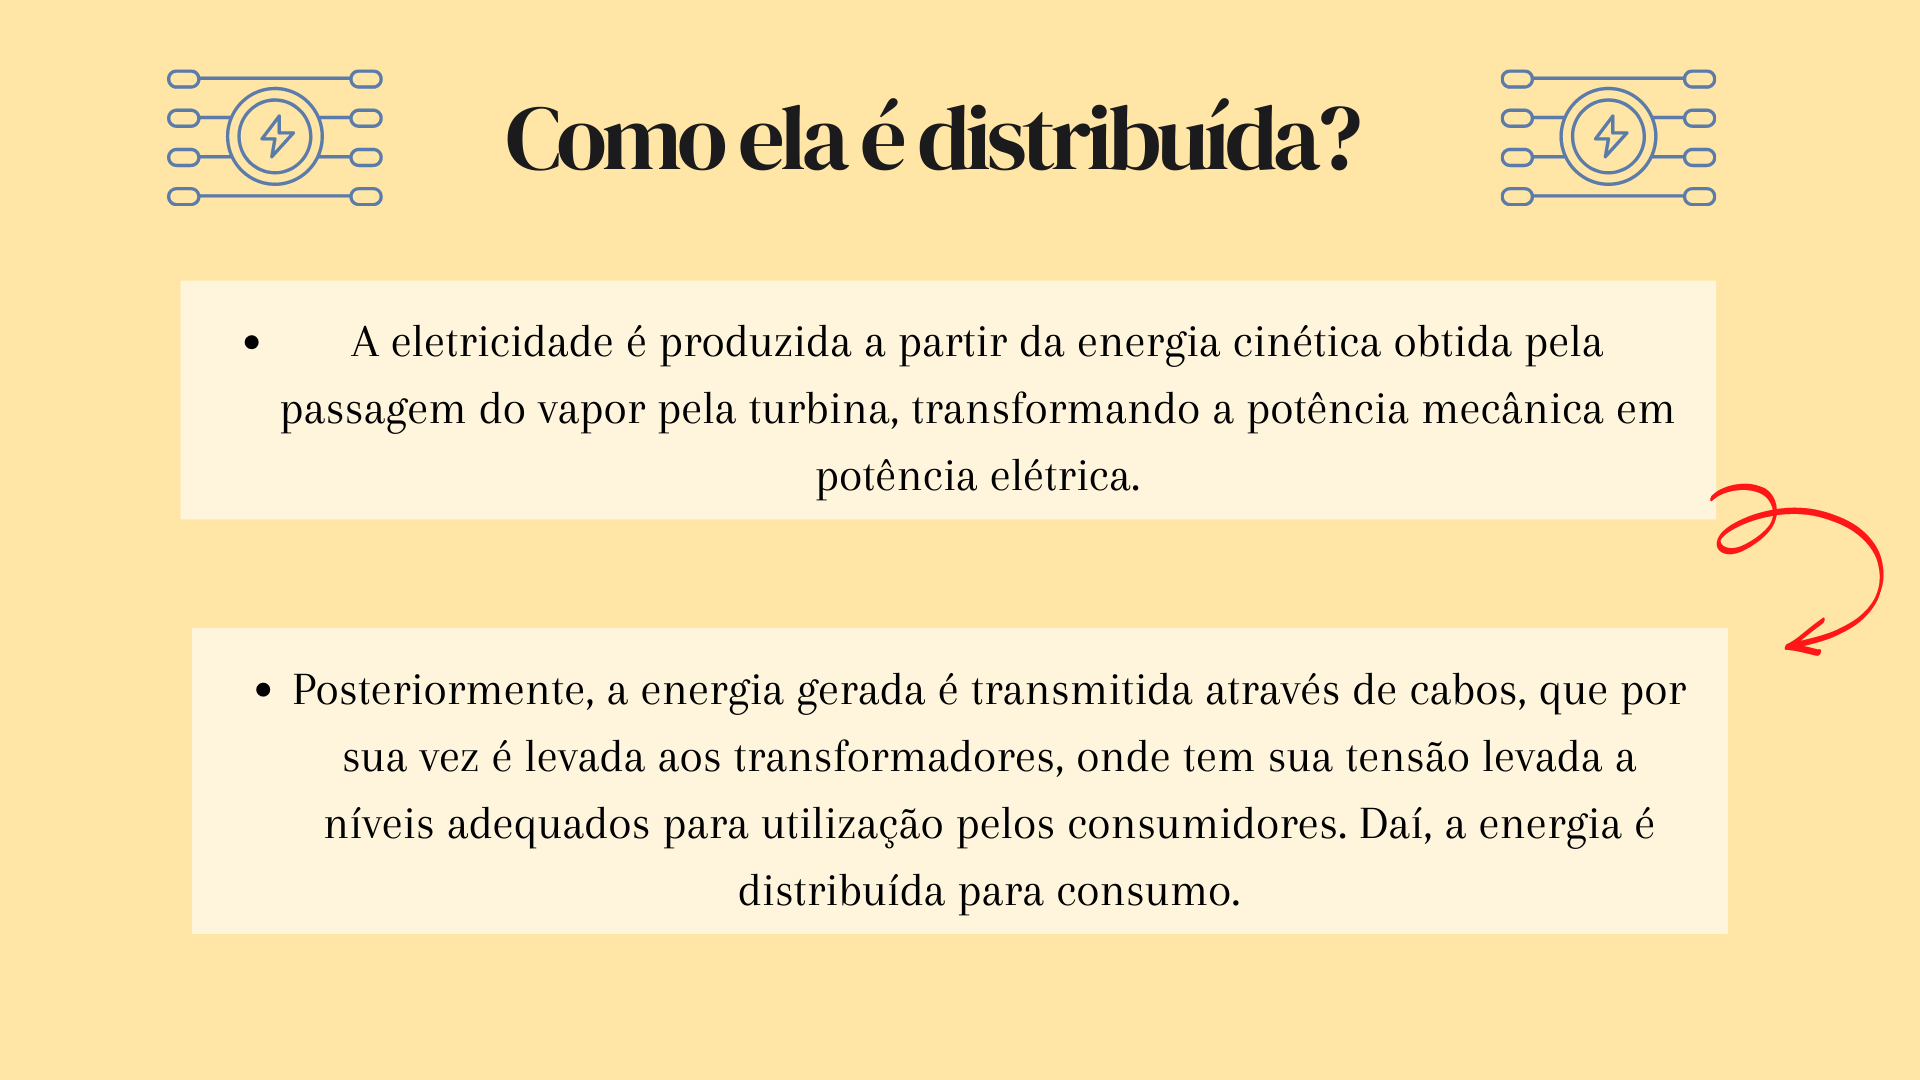 Como ela é distribuída?
• A eletricidade é produzida a partir da energia cinética obtida pela
passagem do vapor pela turbina, transformando a potência mecânica em
potência elétrica.
• Posteriormente, a energia gerada é transmitida através de cabos, que por
sua vez é levada aos transformadores, onde tem sua tensão levada a
níveis adequados para utilização pelos consumidores. Daí, a energia é
distribuída para consumo.